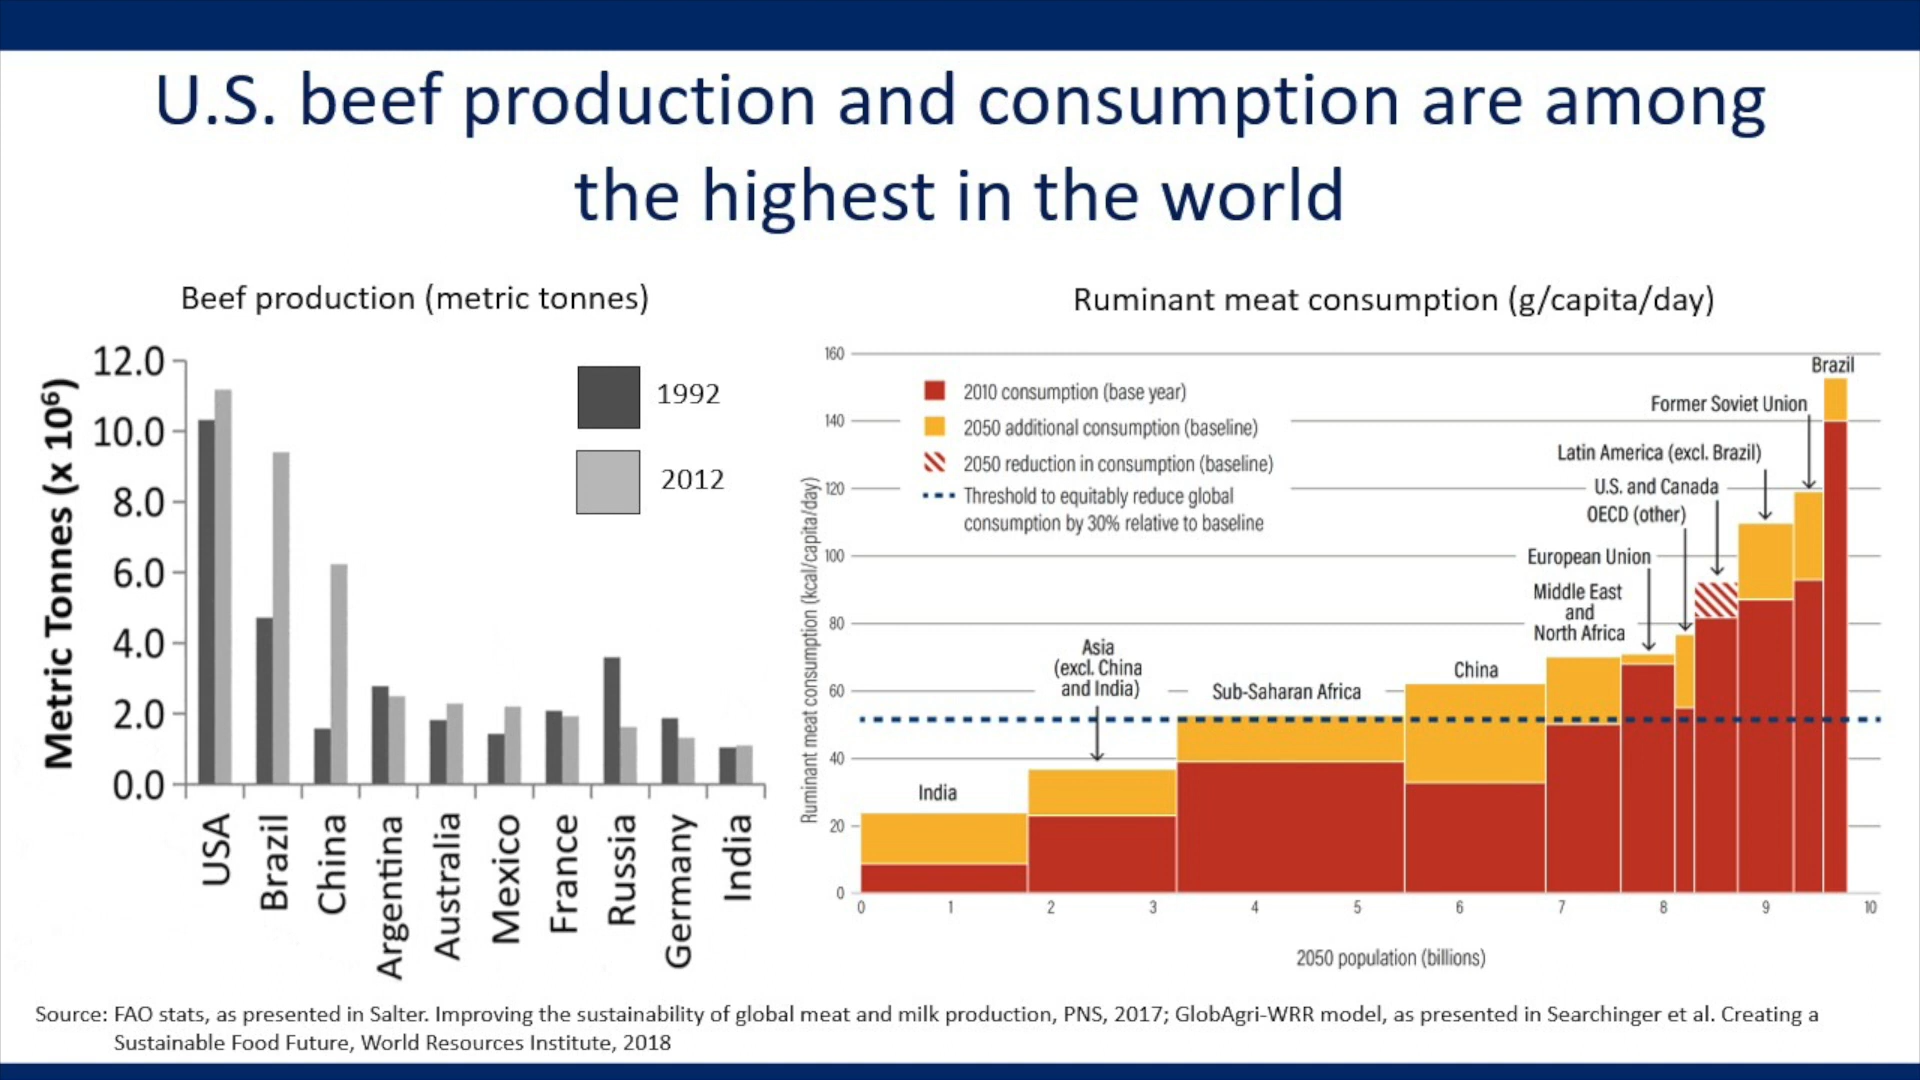 U.S. beef production and consumption are among
the highest in the world
Beef production (metric tonnes)
Metric Tonnes (x 10⁶)
12.0
10.0
8.0
6.0
4.0
2.0
0.0
1992
2012
USA
Brazil
China
Argentina
Australia
Mexico
France
Russia
Germany
India
Ruminant meat consumption (g/capita/day)
Ruminant meat consumption (kcal/capita/day)
160
140
120
100
80
60
40
20
0
2010 consumption (base year)
2050 additional consumption (baseline)
2050 reduction in consumption (baseline)
Threshold to equitably reduce global
consumption by 30% relative to baseline
India
Asia
(excl. China
and India)
Sub-Saharan Africa
China
Middle East
and
North Africa
European Union
OECD (other)
U.S. and Canada
Latin America (excl. Brazil)
Former Soviet Union
Brazil
0
1
2
3
4
5
6
7
8
9
10
2050 population (billions)
Source: FAO stats, as presented in Salter. Improving the sustainability of global meat and milk production, PNS, 2017; GlobAgri-WRR model, as presented in Searchinger et al. Creating a
Sustainable Food Future, World Resources Institute, 2018